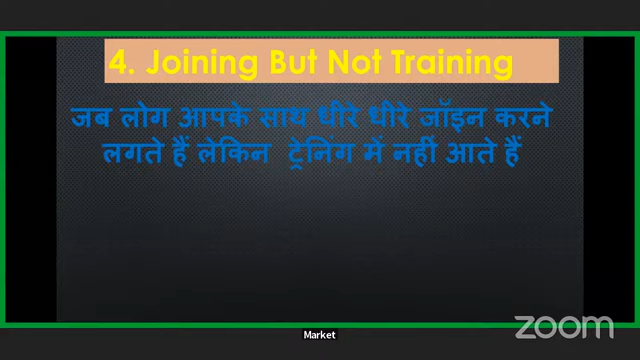 4. Joining But Not Training
जब लोग आपके साथ धीरे धीरे जॉइन करने
लगते हैं लेकिन ट्रेनिंग में नहीं आते हैं
zoom
Market